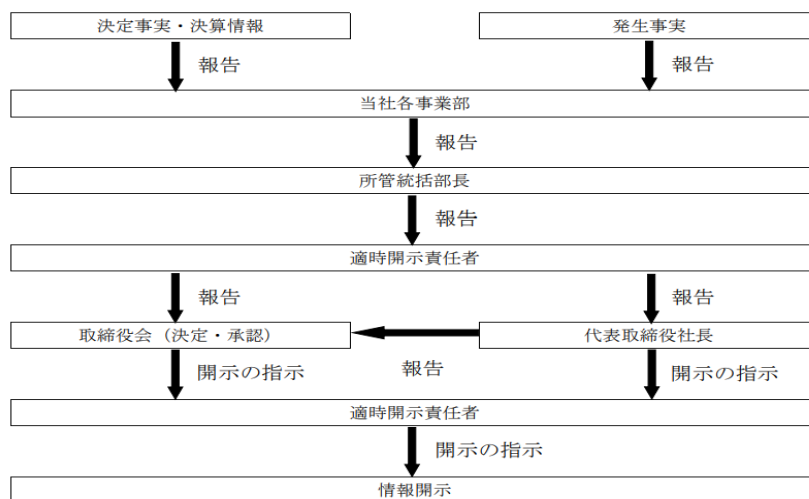 決定事実・決算情報
発生事実
報告
報告
当社各事業部
報告
所管統括部長
報告
適時開示責任者
報告
報告
取締役会（決定・承認）
代表取締役社長
報告
開示の指示
開示の指示
適時開示責任者
開示の指示
情報開示